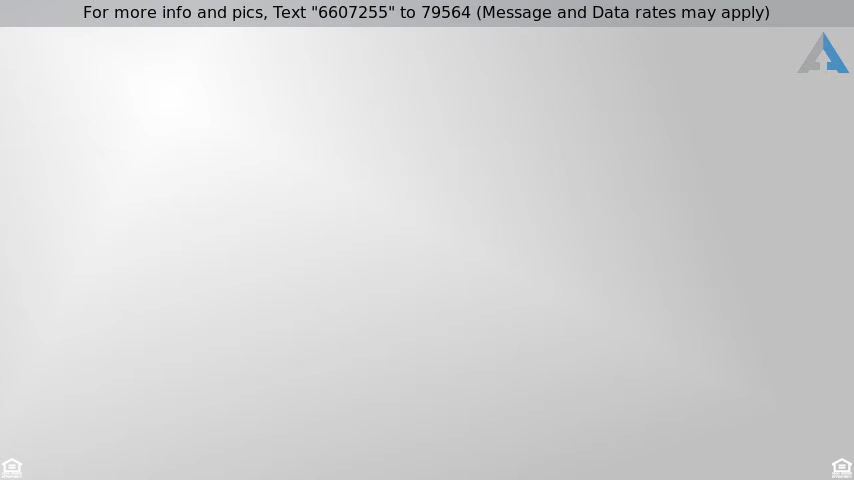 For more info and pics, Text "6607255" to 79564 (Message and Data rates may apply)